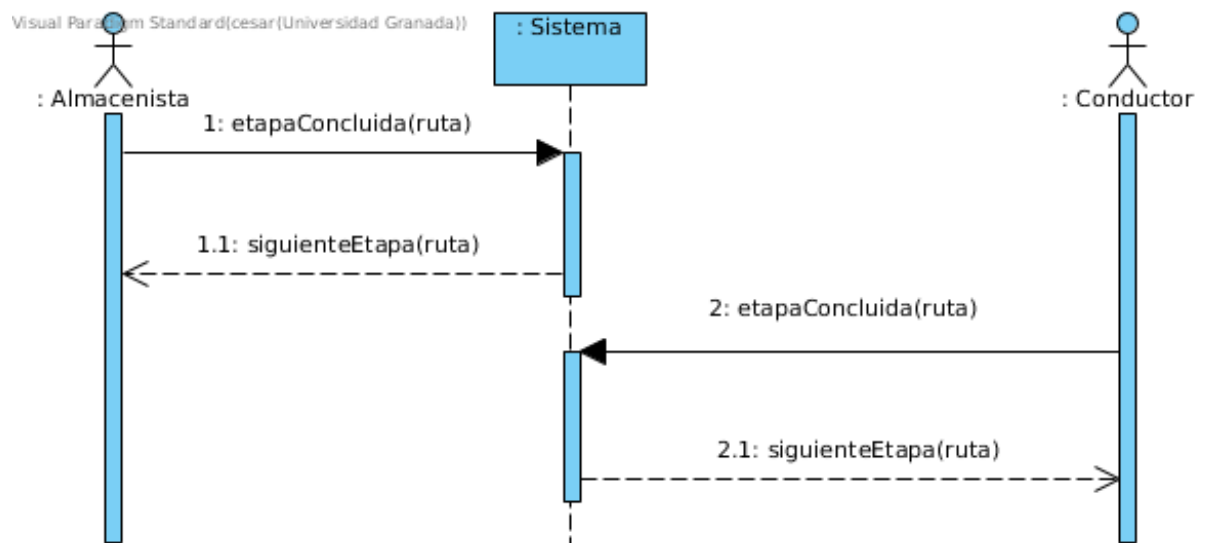 Visual Paradigm Standard(cesar(Universidad Granada))
: Sistema
: Almacenista
: Conductor
1: etapaConcluida(ruta)
1.1: siguienteEtapa(ruta)
2: etapaConcluida(ruta)
2.1: siguienteEtapa(ruta)